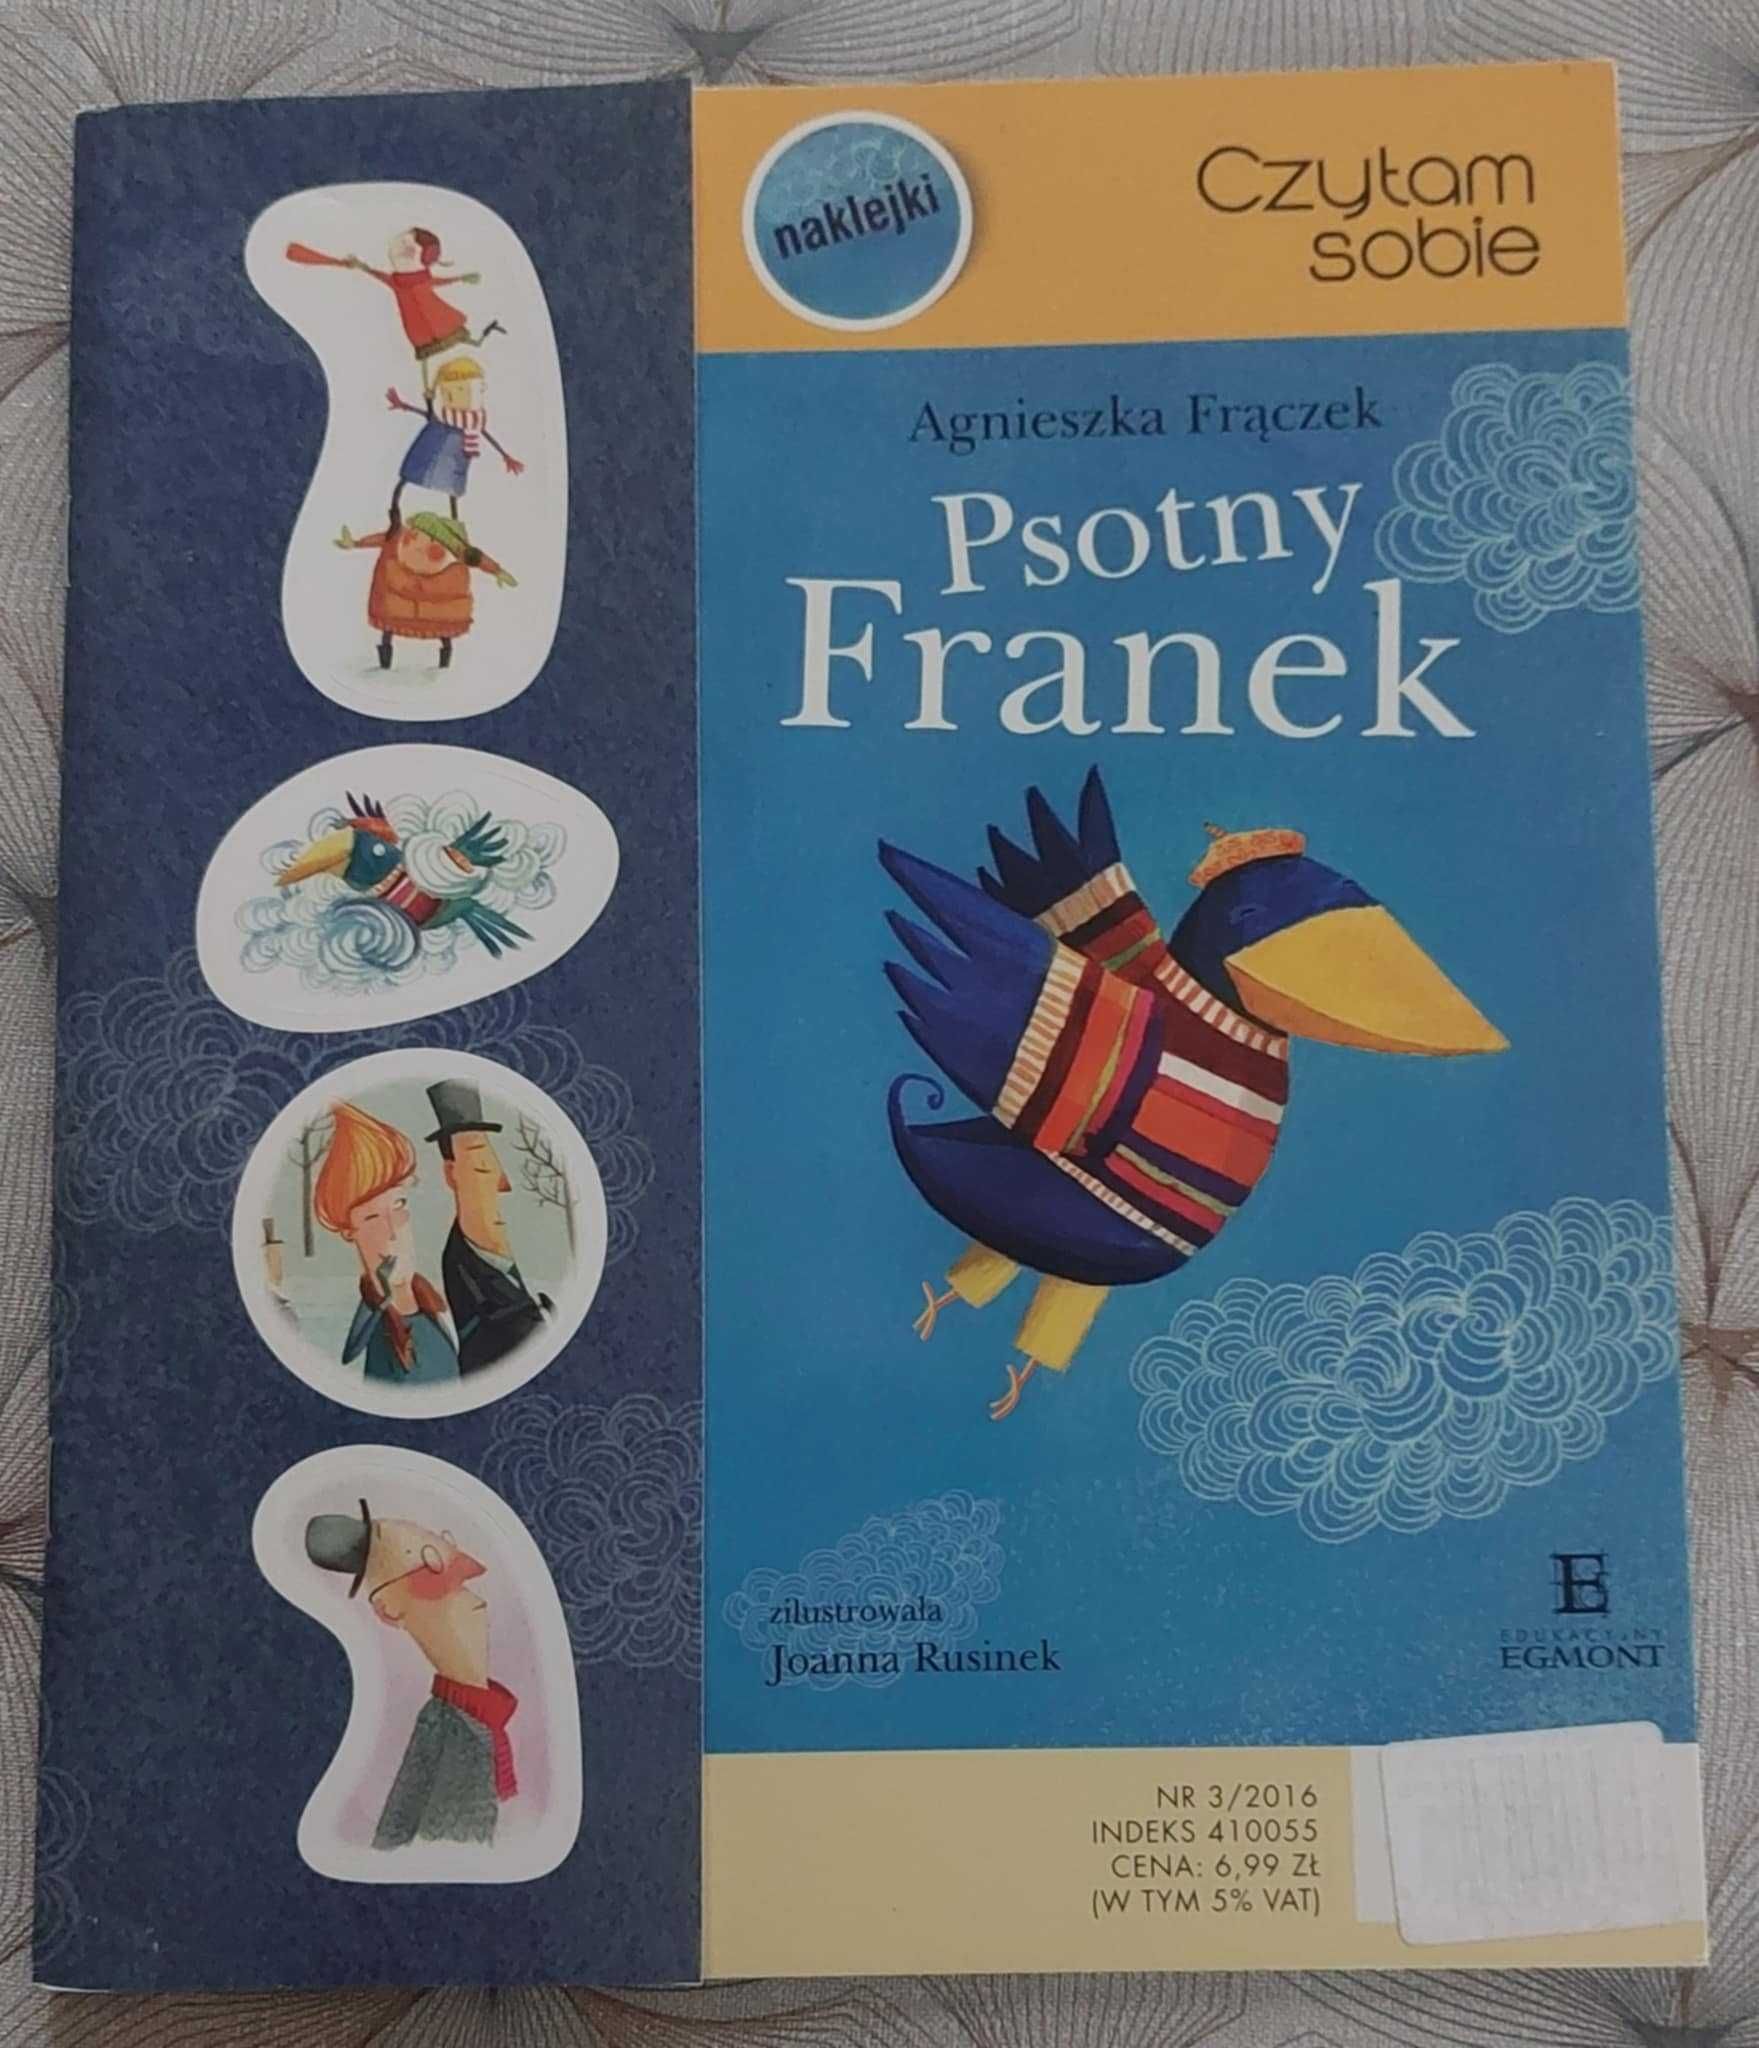 naklejki
Czytam
sobie
Agnieszka Frączek
Psotny
Franek
zilustrowała
Joanna Rusinek
E
EDUKACYJNY
EGMONT
NR 3/2016
INDEKS 410055
CENA: 6,99 ZŁ
(W TYM 5% VAT)